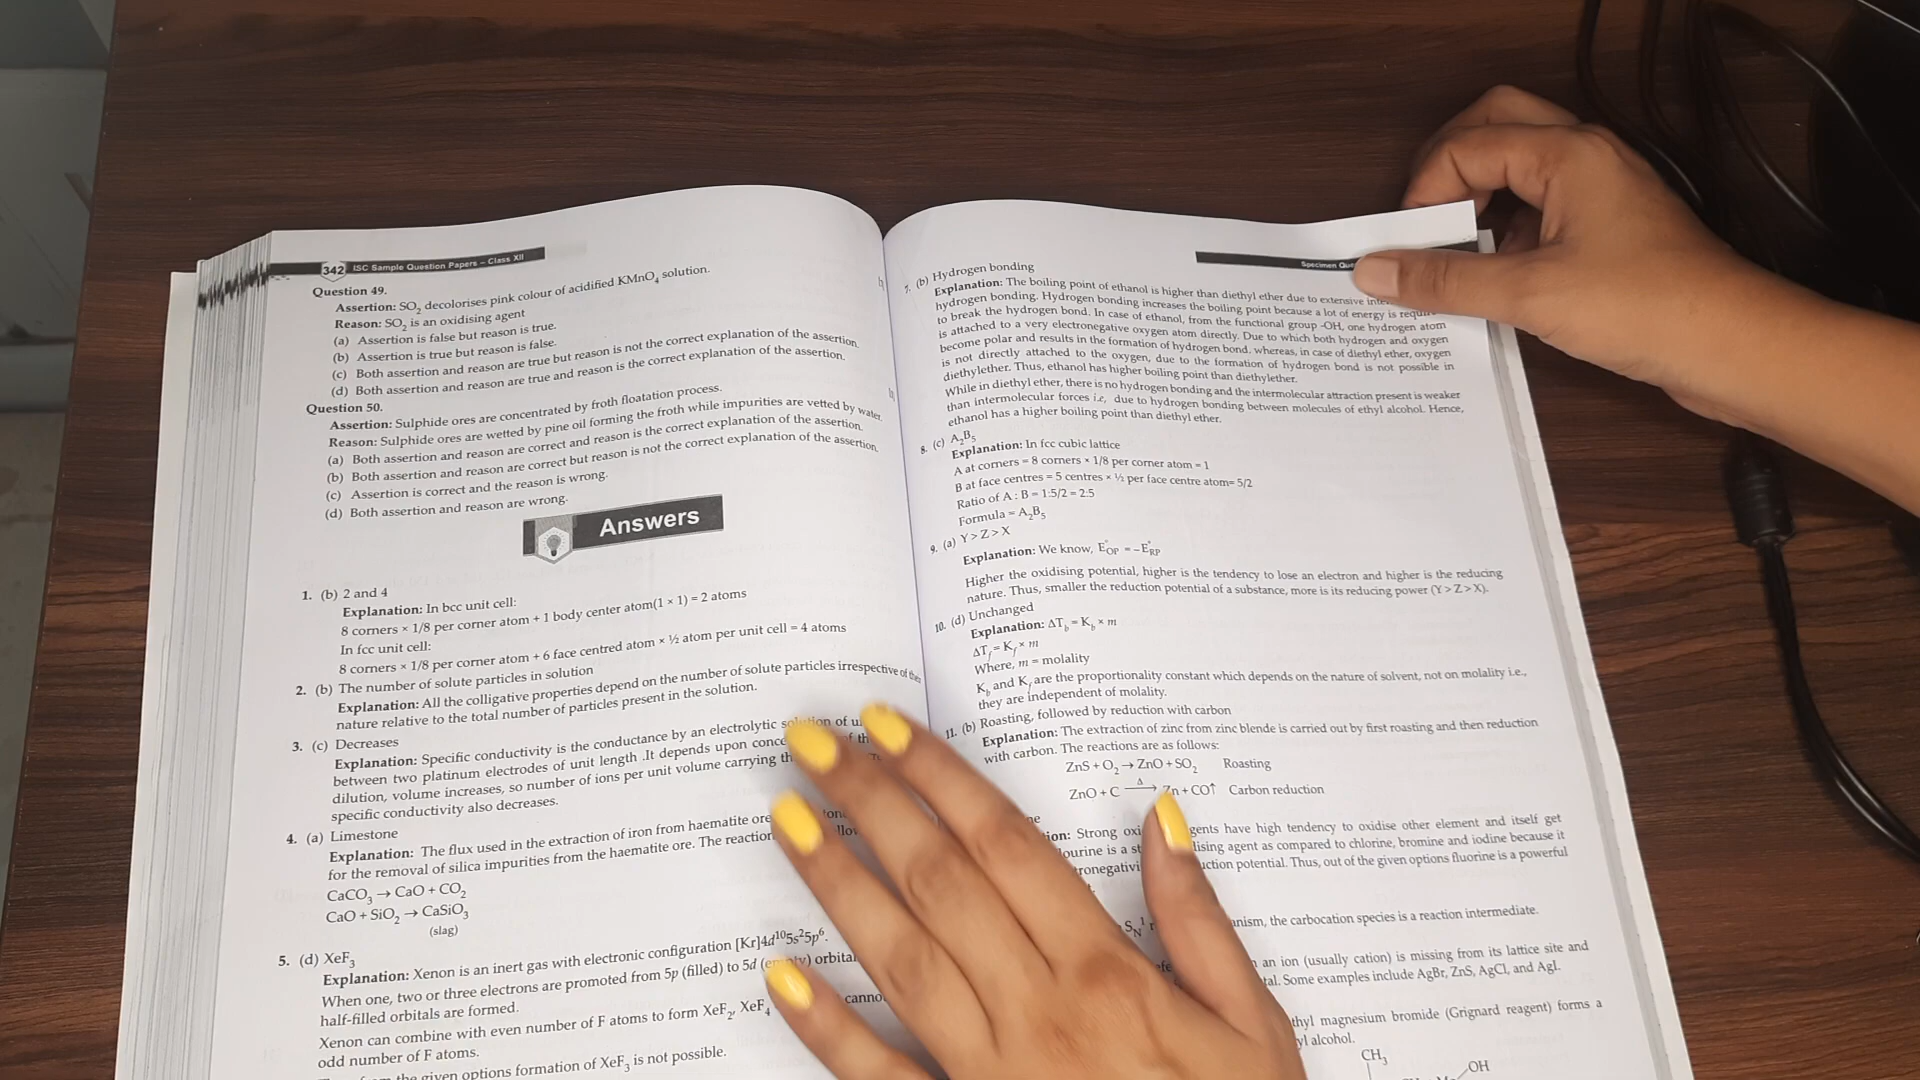 342 ISC Sample Question Papers – Class XII
Question 49.
Assertion: SO₂ decolorises pink colour of acidified KMnO₄ solution.
Reason: SO₂ is an oxidising agent
(a) Assertion is false but reason is true.
(b) Assertion is true but reason is false.
(c) Both assertion and reason are true but reason is not the correct explanation of the assertion.
(d) Both assertion and reason are true and reason is the correct explanation of the assertion.
Question 50.
Assertion: Sulphide ores are concentrated by froth floatation process.
Reason: Sulphide ores are wetted by pine oil forming the froth while impurities are vetted by water.
(a) Both assertion and reason are correct and reason is the correct explanation of the assertion.
(b) Both assertion and reason are correct but reason is not the correct explanation of the assertion.
(c) Assertion is correct and the reason is wrong.
(d) Both assertion and reason are wrong.
Answers
1. (b) 2 and 4
Explanation: In bcc unit cell:
8 corners × 1/8 per corner atom + 1 body center atom(1 × 1) = 2 atoms
In fcc unit cell:
8 corners × 1/8 per corner atom + 6 face centred atom × ½ atom per unit cell = 4 atoms
2. (b) The number of solute particles in solution
Explanation: All the colligative properties depend on the number of solute particles irrespective of their
nature relative to the total number of particles present in the solution.
3. (c) Decreases
Explanation: Specific conductivity is the conductance by an electrolytic solution of
between two platinum electrodes of unit length .It depends upon of
dilution, volume increases, so number of ions per unit volume carrying
specific conductivity also decreases.
4. (a) Limestone
Explanation: The flux used in the extraction of iron from haematite ore
for the removal of silica impurities from the haematite ore. The reaction
CaCO₃ → CaO + CO₂
CaO + SiO₂ → CaSiO₃
(slag)
5. (d) XeF₃
Explanation: Xenon is an inert gas with electronic configuration [Kr]4d¹⁰5s²5p⁶.
When one, two or three electrons are promoted from 5p (filled) to 5d (empty) orbital
half-filled orbitals are formed.
Xenon can combine with even number of F atoms to form XeF₂, XeF₄
odd number of F atoms.
the given options formation of XeF₃ is not possible.
Specimen
7. (b) Hydrogen bonding
Explanation: The boiling point of ethanol is higher than diethyl ether due to extensive
hydrogen bonding. Hydrogen bonding increases the boiling point because a lot of energy is
to break the hydrogen bond. In case of ethanol, from the functional group -OH, one hydrogen atom
is attached to a very electronegative oxygen atom directly. Due to which both hydrogen and oxygen
become polar and results in the formation of hydrogen bond, whereas, in case of diethyl ether, oxygen
is not directly attached to the oxygen, due to the formation of hydrogen bond is not possible in
diethylether. Thus, ethanol has higher boiling point than diethylether.
While in diethyl ether, there is no hydrogen bonding and the intermolecular attraction present is weaker
than intermolecular forces i.e, due to hydrogen bonding between molecules of ethyl alcohol. Hence,
ethanol has a higher boiling point than diethyl ether.
8. (c) A₂B₅
Explanation: In fcc cubic lattice
A at corners = 8 corners × 1/8 per corner atom = 1
B at face centres = 5 centres × ½ per face centre atom= 5/2
Ratio of A : B = 1:5/2 = 2:5
Formula = A₂B₅
9. (a) Y > Z > X
Explanation: We know, E°OP = –E°RP
Higher the oxidising potential, higher is the tendency to lose an electron and higher is the reducing
nature. Thus, smaller the reduction potential of a substance, more is its reducing power (Y > Z > X).
10. (d) Unchanged
Explanation: ΔT_b = K_b × m
ΔT_f = K_f × m
Where, m = molality
K_b and K_f are the proportionality constant which depends on the nature of solvent, not on molality i.e.,
they are independent of molality.
11. (b) Roasting, followed by reduction with carbon
Explanation: The extraction of zinc from zinc blende is carried out by first roasting and then reduction
with carbon. The reactions are as follows:
ZnS + O₂ → ZnO + SO₂ Roasting
Δ
ZnO + C → Zn + CO↑ Carbon reduction
Strong have high tendency to oxidise other element and itself get
is a agent as compared to chlorine, bromine and iodine because it
potential. Thus, out of the given options fluorine is a powerful
S_N1 the carbocation species is a reaction intermediate.
an ion (usually cation) is missing from its lattice site and
Some examples include AgBr, ZnS, AgCl, and AgI.
magnesium bromide (Grignard reagent) forms a
alcohol.
CH₃
OH